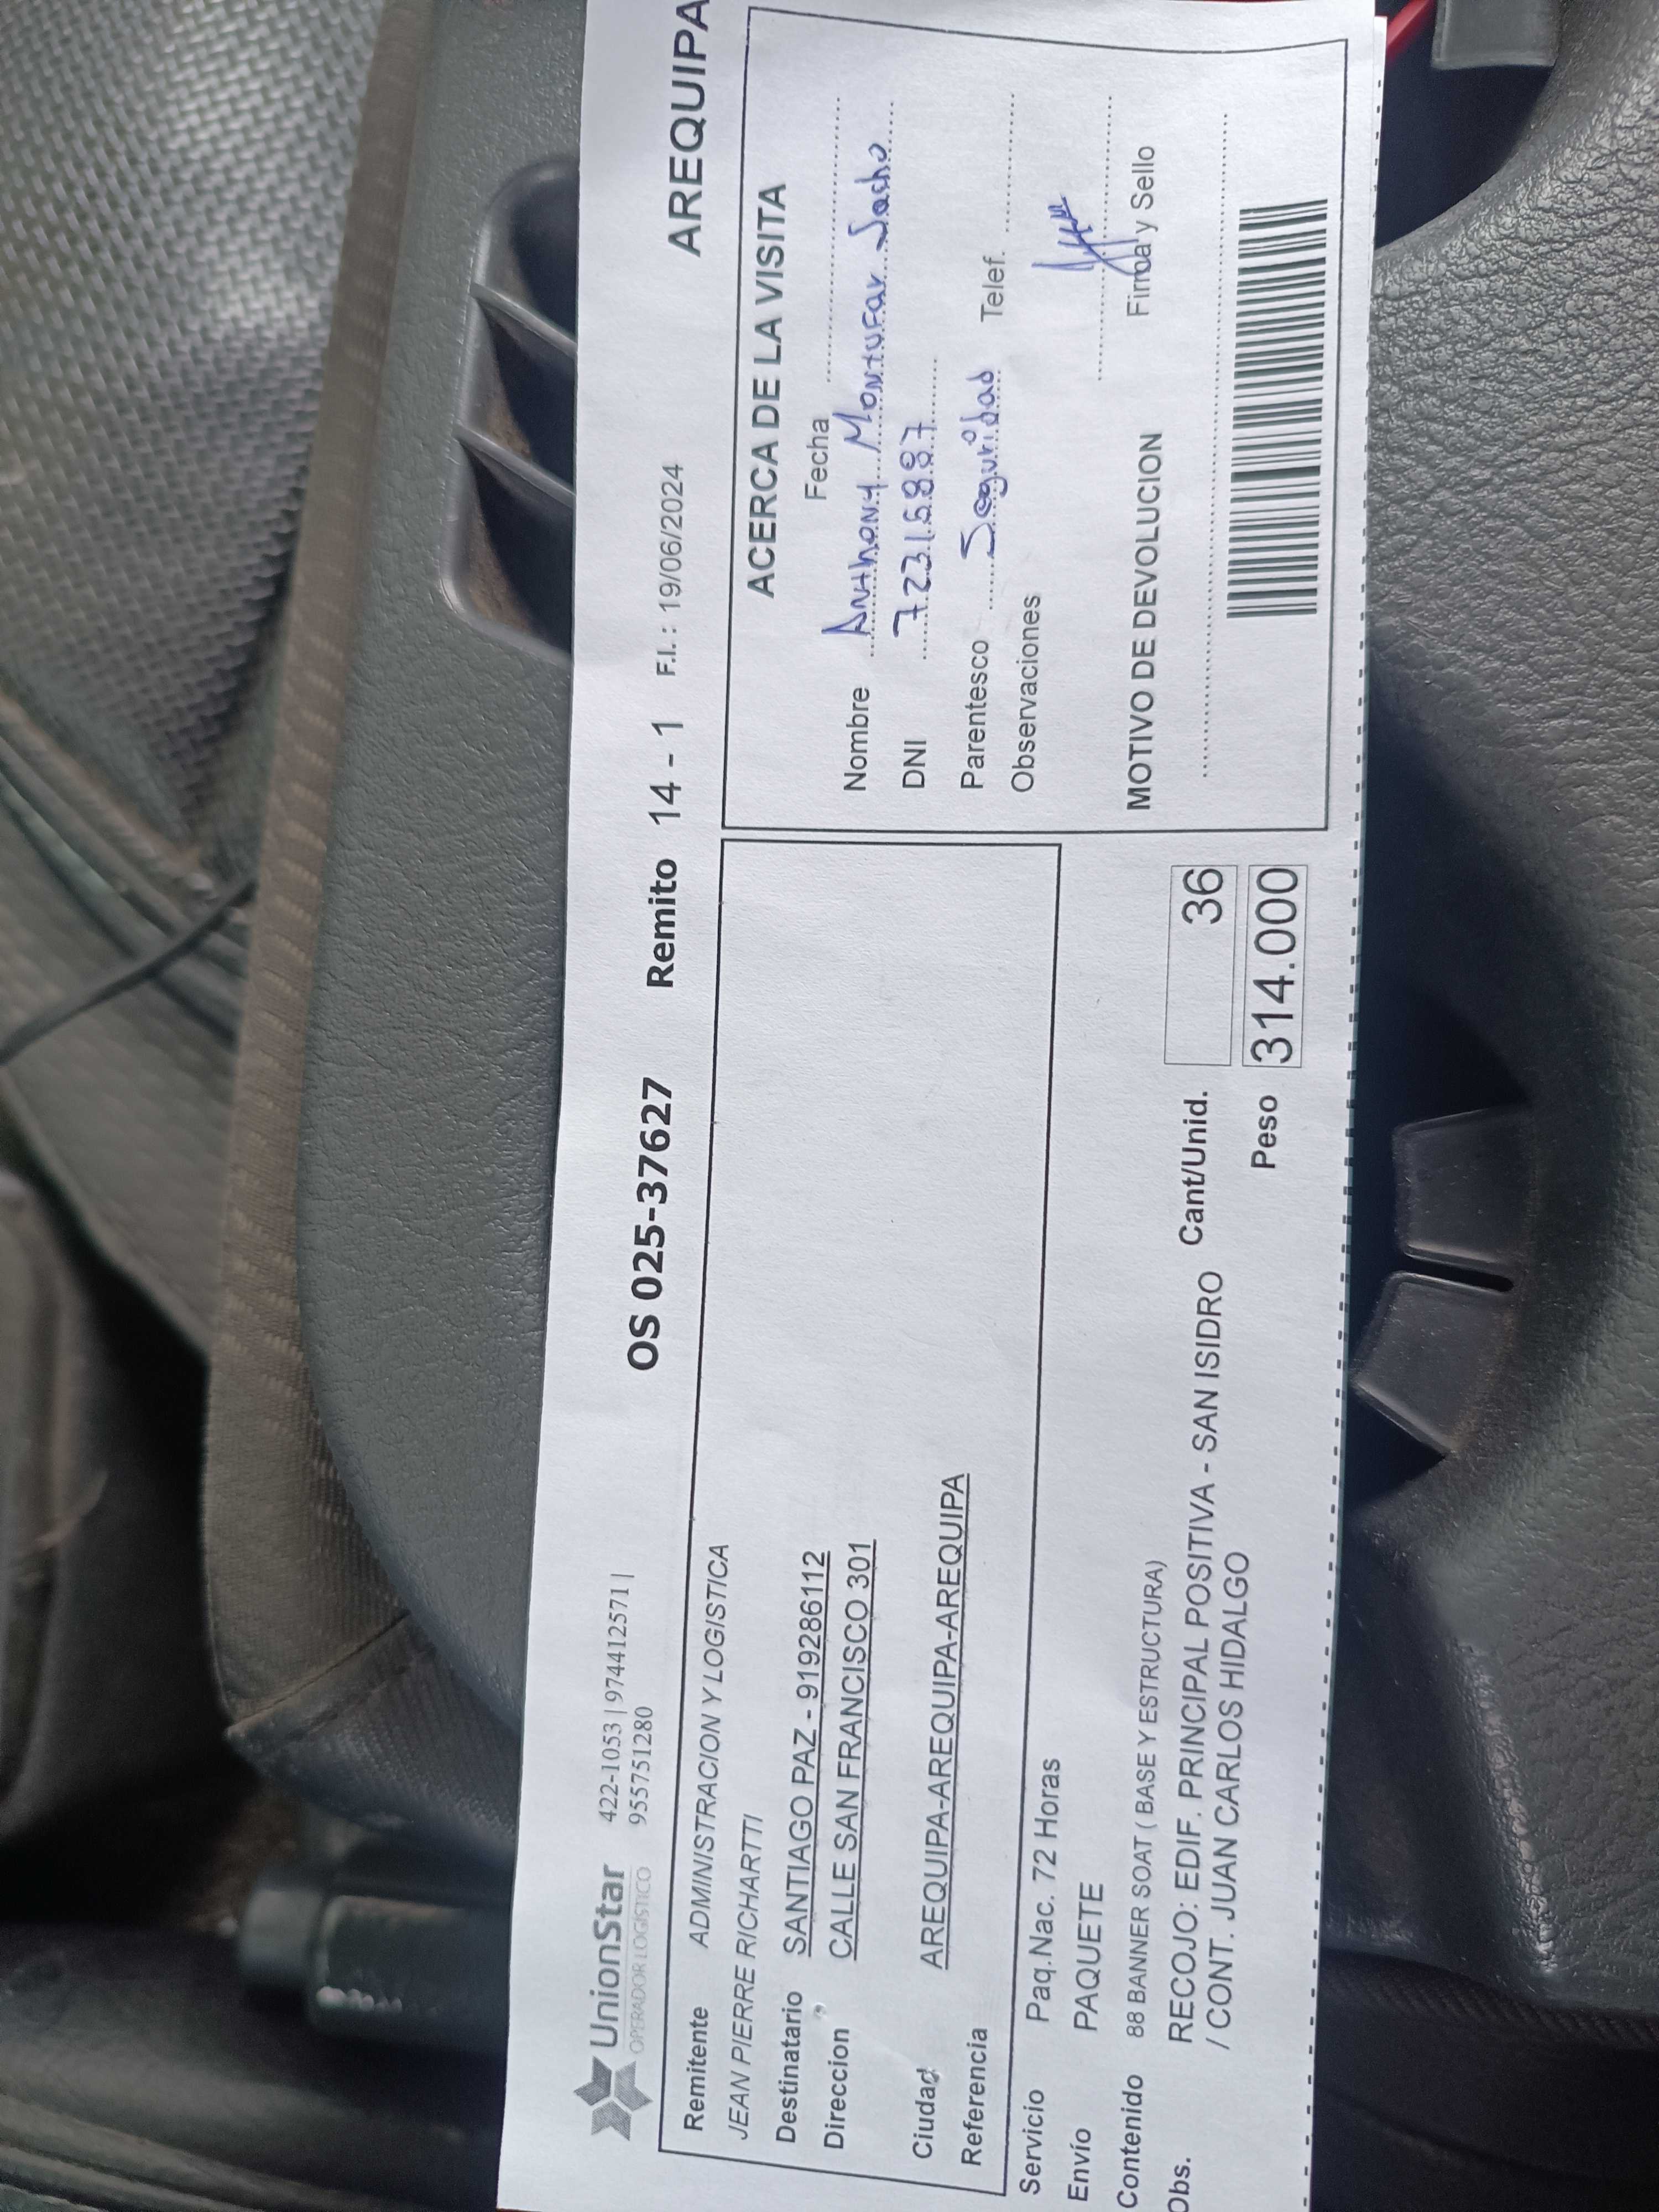 UnionStar
OPERADOR LOGISTICO
422-1053 | 974412571 |
955751280
OS 025-37627 Remito 14 - 1 F.I. : 19/06/2024 AREQUIPA
Remitente ADMINISTRACION Y LOGISTICA
JEAN PIERRE RICHARTTI
Destinatario SANTIAGO PAZ - 919286112
Direccion CALLE SAN FRANCISCO 301
Ciudad AREQUIPA-AREQUIPA-AREQUIPA
Referencia
Servicio Paq.Nac. 72 Horas
Envío PAQUETE
Contenido 88 BANNER SOAT ( BASE Y ESTRUCTURA)
Obs. RECOJO: EDIF. PRINCIPAL POSITIVA - SAN ISIDRO
/ CONT. JUAN CARLOS HIDALGO
Cant/Unid. 36
Peso 314.000
ACERCA DE LA VISITA
Fecha
Nombre Anthony Montufar Sacho
DNI 72316887
Parentesco Seguridad Telef.
Observaciones
Firma y Sello
MOTIVO DE DEVOLUCION